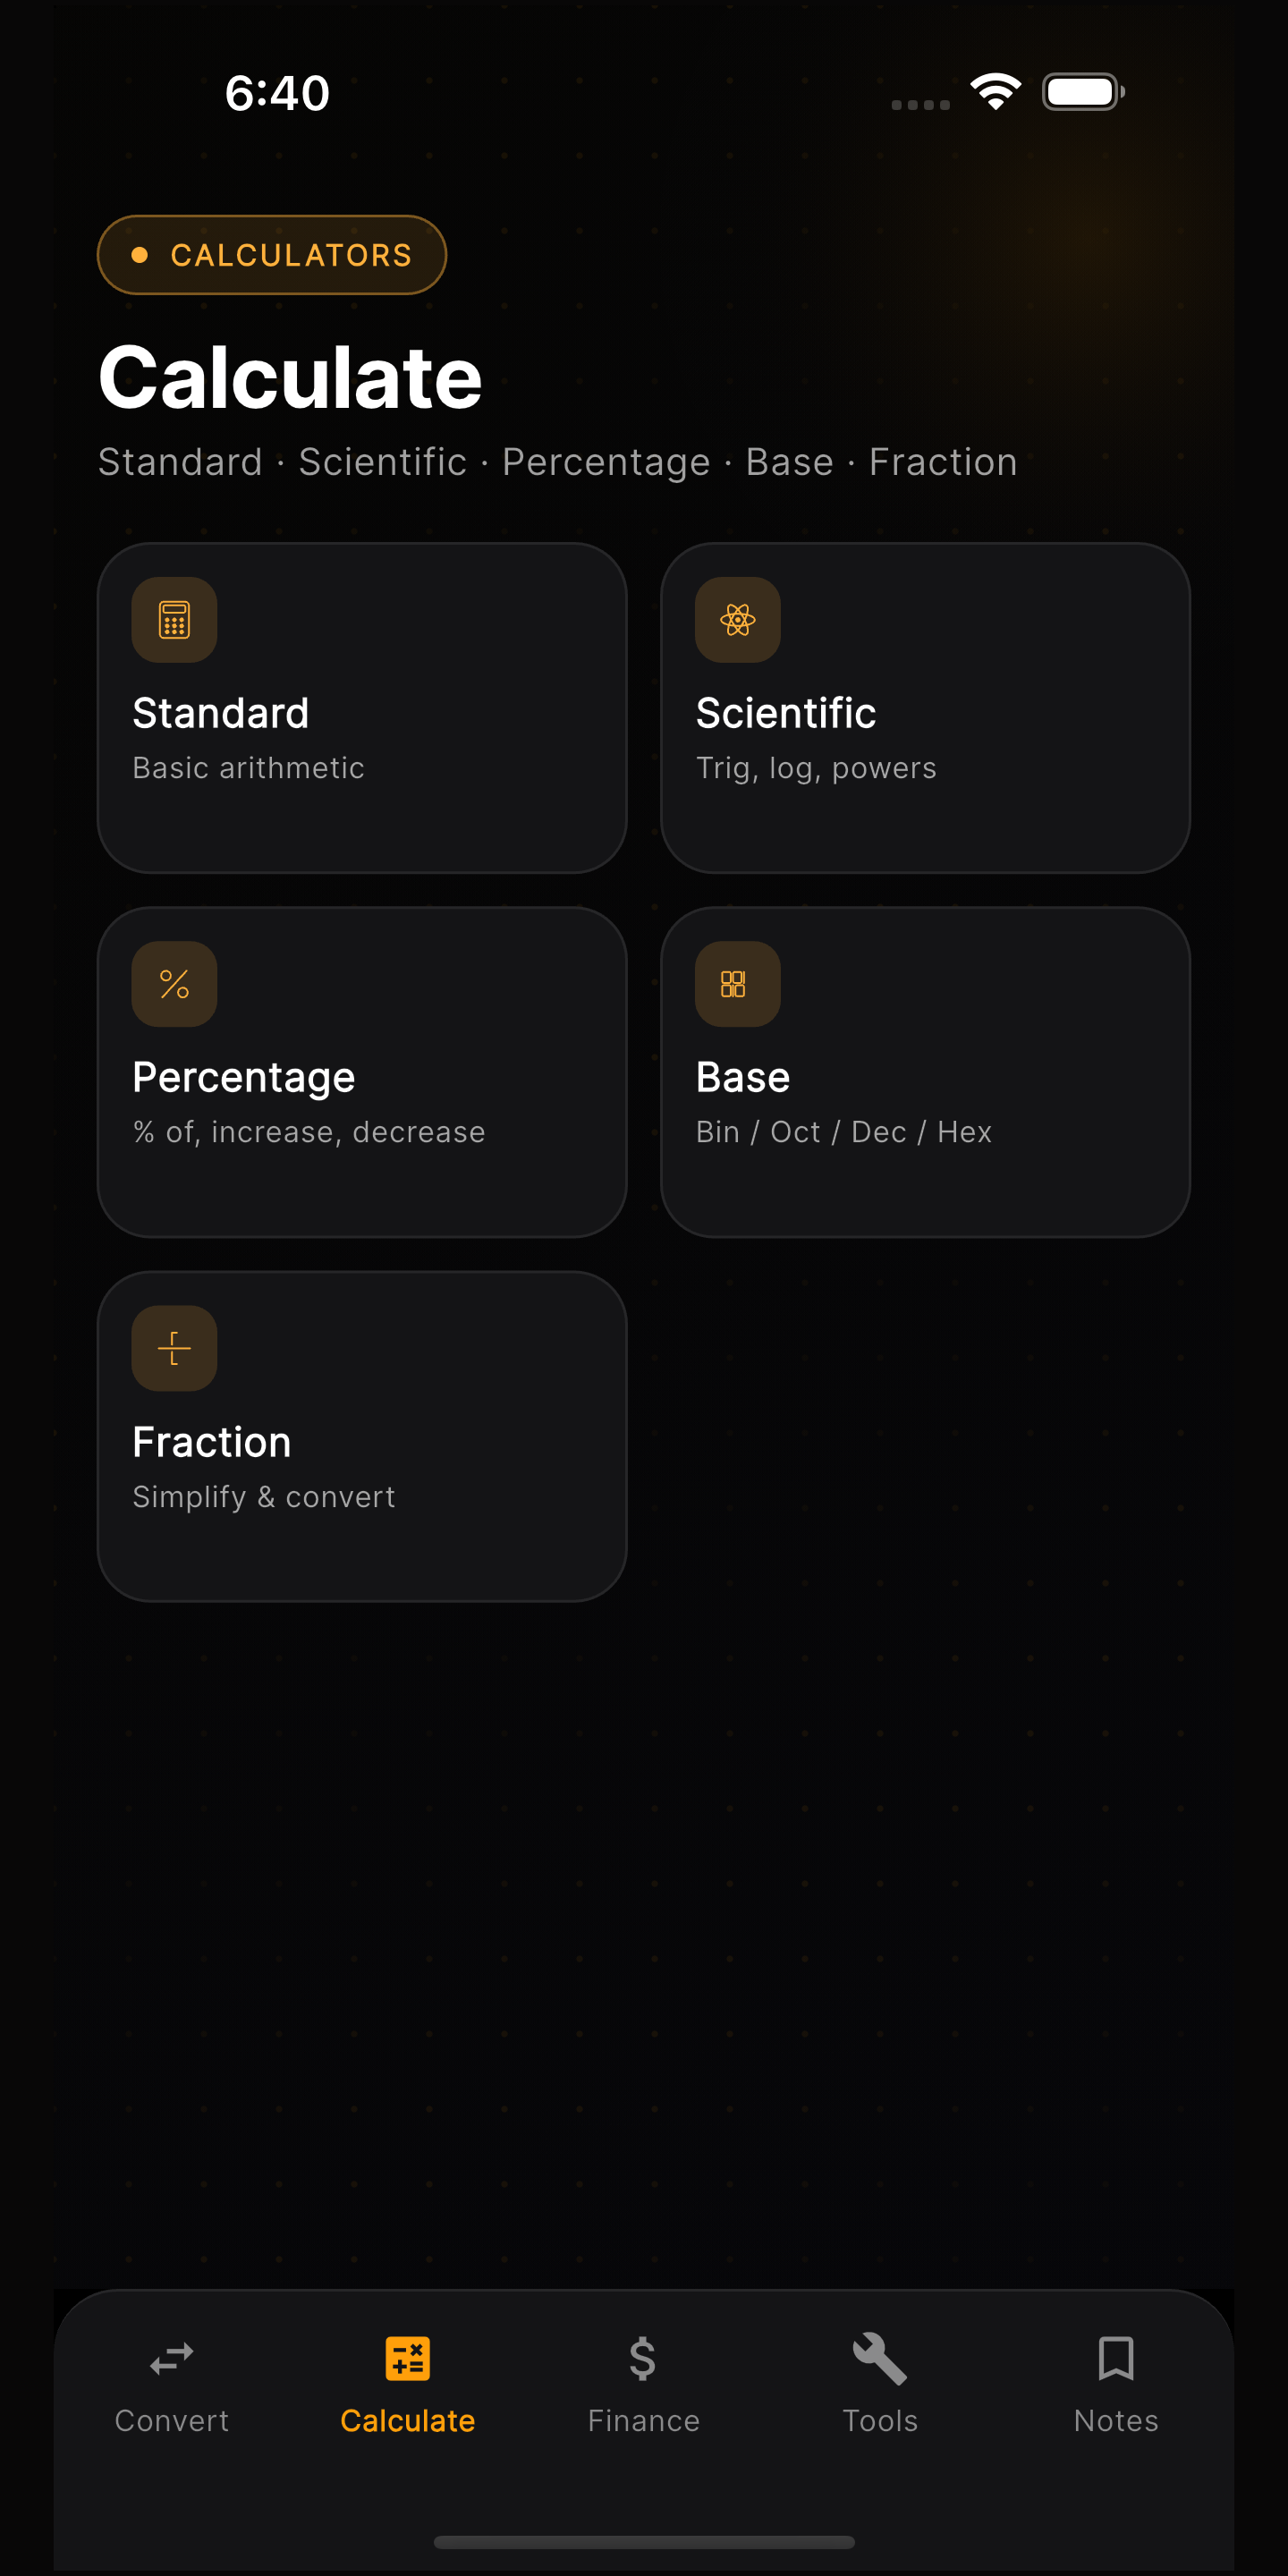 6:40
CALCULATORS
Calculate
Standard · Scientific · Percentage · Base · Fraction
Standard
Basic arithmetic
Scientific
Trig, log, powers
Percentage
% of, increase, decrease
Base
Bin / Oct / Dec / Hex
Fraction
Simplify & convert
Convert
Calculate
Finance
Tools
Notes